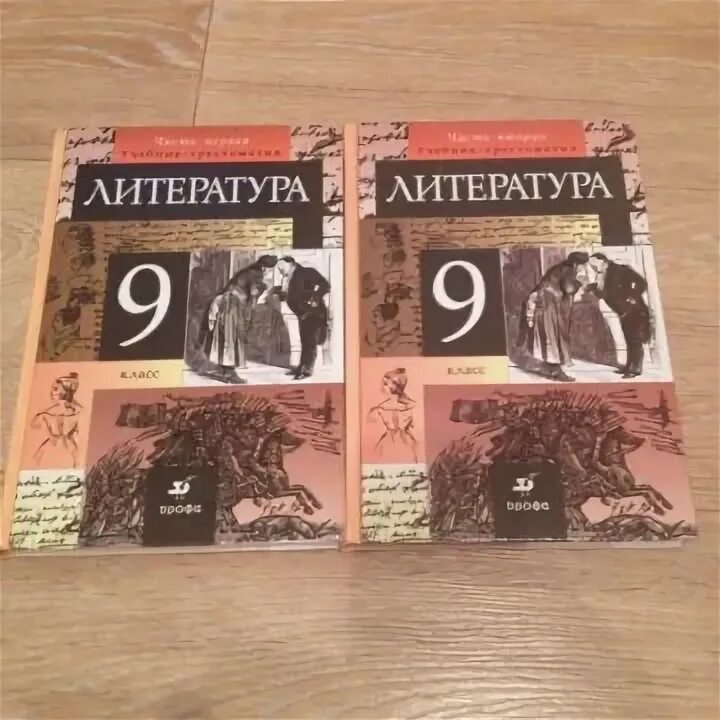 Часть первая
Учебник-хрестоматия
ЛИТЕРАТУРА
9
класс
дрофа
Часть вторая
Учебник-хрестоматия
ЛИТЕРАТУРА
9
класс
дрофа